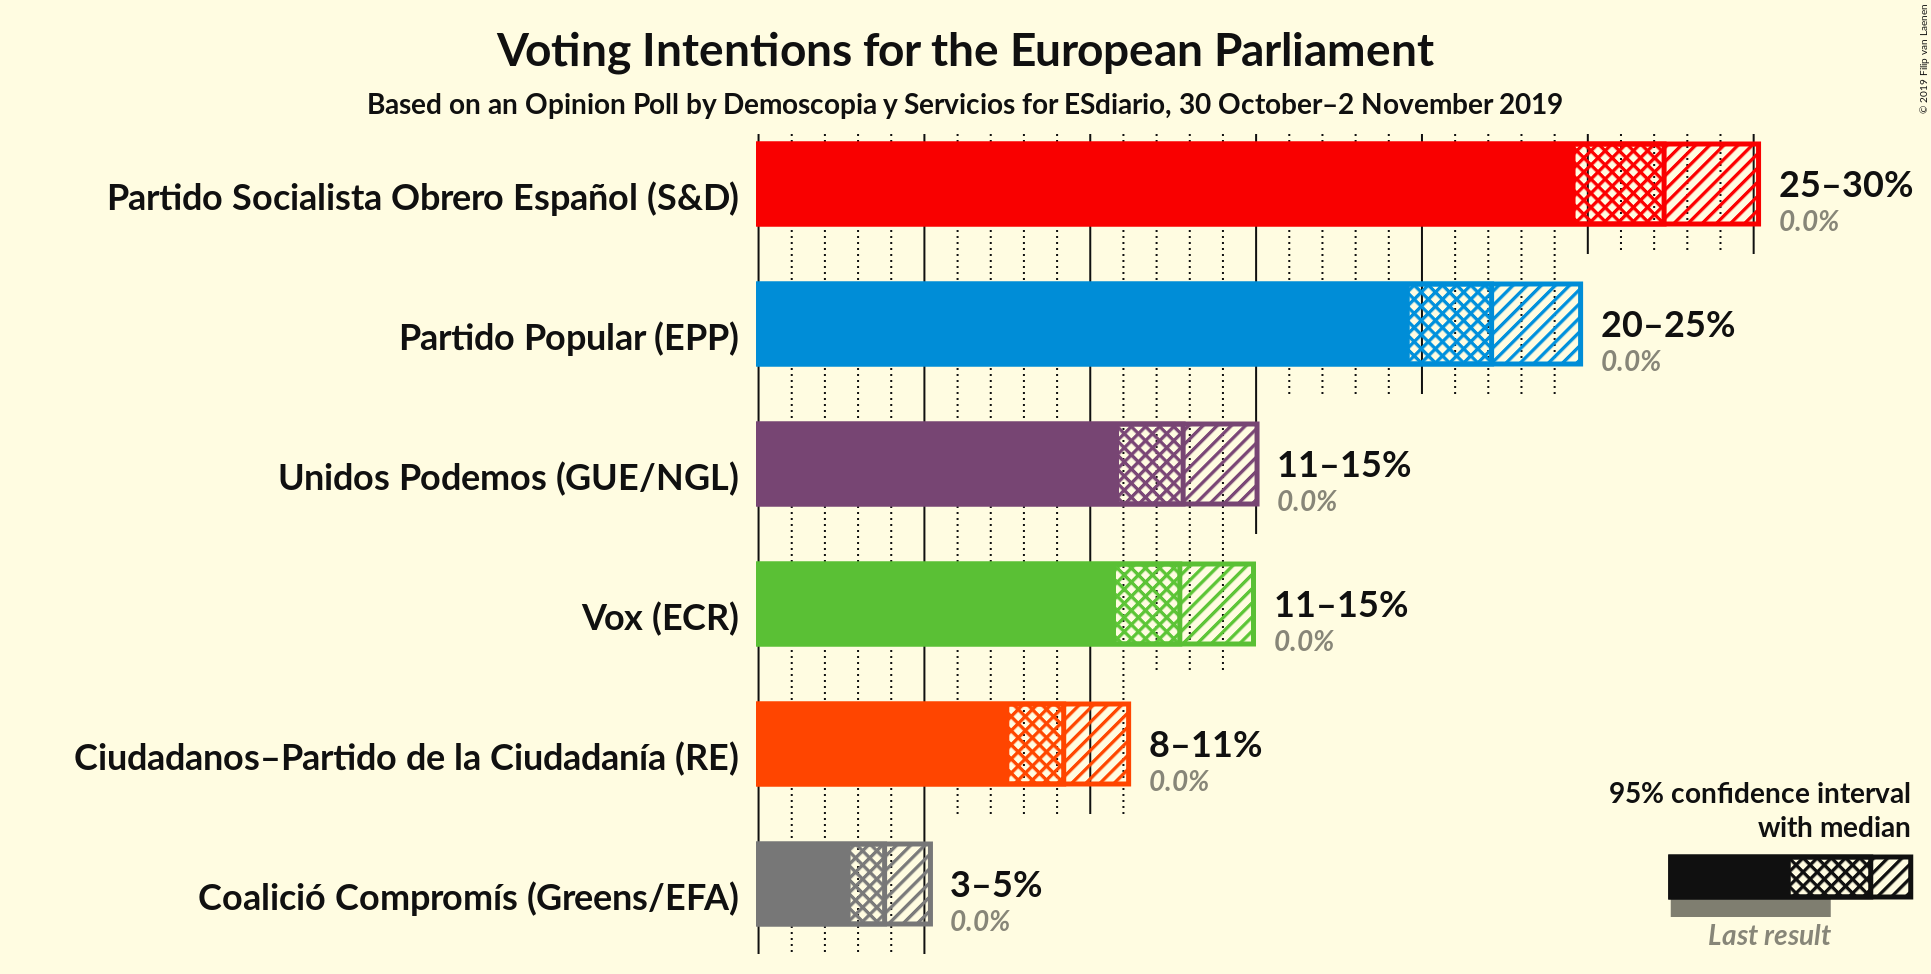 Voting Intentions for the European Parliament
Based on an Opinion Poll by Demoscopia y Servicios for ESdiario, 30 October–2 November 2019
© 2019 Filip van Laenen
Partido Socialista Obrero Español (S&D)
25–30%
0.0%
Partido Popular (EPP)
20–25%
0.0%
Unidos Podemos (GUE/NGL)
11–15%
0.0%
Vox (ECR)
11–15%
0.0%
Ciudadanos–Partido de la Ciudadanía (RE)
8–11%
0.0%
Coalició Compromís (Greens/EFA)
3–5%
0.0%
95% confidence interval
with median
Last result